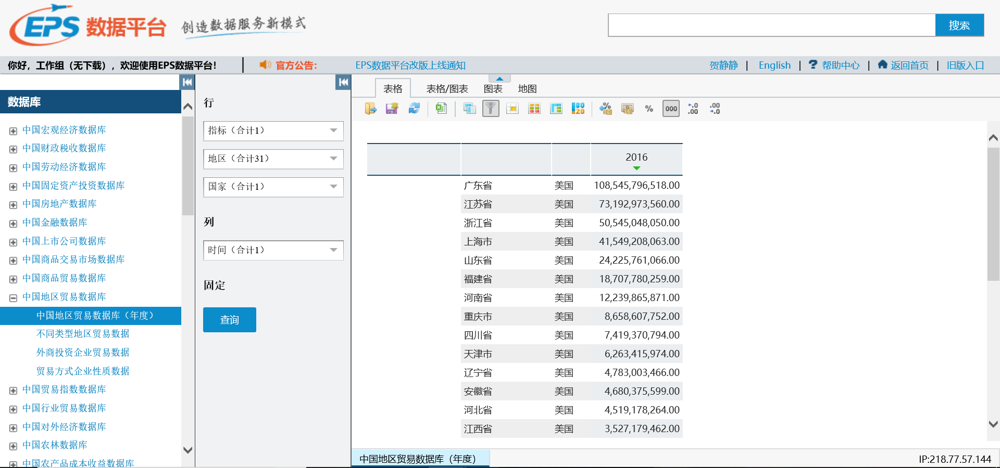 EPS 数据平台 创造数据服务新模式
搜索
你好，工作组（无下载），欢迎使用EPS数据平台！
官方公告：
EPS数据平台改版上线通知
贺静静 | English | ? 帮助中心 | 返回首页 | 旧版入口
数据库
中国宏观经济数据库
中国财政税收数据库
中国劳动经济数据库
中国固定资产投资数据库
中国房地产数据库
中国金融数据库
中国上市公司数据库
中国商品交易市场数据库
中国商品贸易数据库
中国地区贸易数据库
中国地区贸易数据库（年度）
不同类型地区贸易数据
外商投资企业贸易数据
贸易方式企业性质数据
中国贸易指数数据库
中国行业贸易数据库
中国对外经济数据库
中国农林数据库
中国农产品成本收益数据库
行
指标（合计1）
地区（合计31）
国家（合计1）
列
时间（合计1）
固定
查询
表格 表格/图表 图表 地图
80
20
%
000
.0
.00
.00
.0
2016
广东省 美国 108,545,796,518.00
江苏省 美国 73,192,973,560.00
浙江省 美国 50,545,048,050.00
上海市 美国 41,549,208,063.00
山东省 美国 24,225,761,066.00
福建省 美国 18,707,780,259.00
河南省 美国 12,239,865,871.00
重庆市 美国 8,658,607,752.00
四川省 美国 7,419,370,794.00
天津市 美国 6,263,415,974.00
辽宁省 美国 4,783,003,466.00
安徽省 美国 4,680,375,599.00
河北省 美国 4,519,178,264.00
江西省 美国 3,527,179,462.00
中国地区贸易数据库（年度）
IP:218.77.57.144